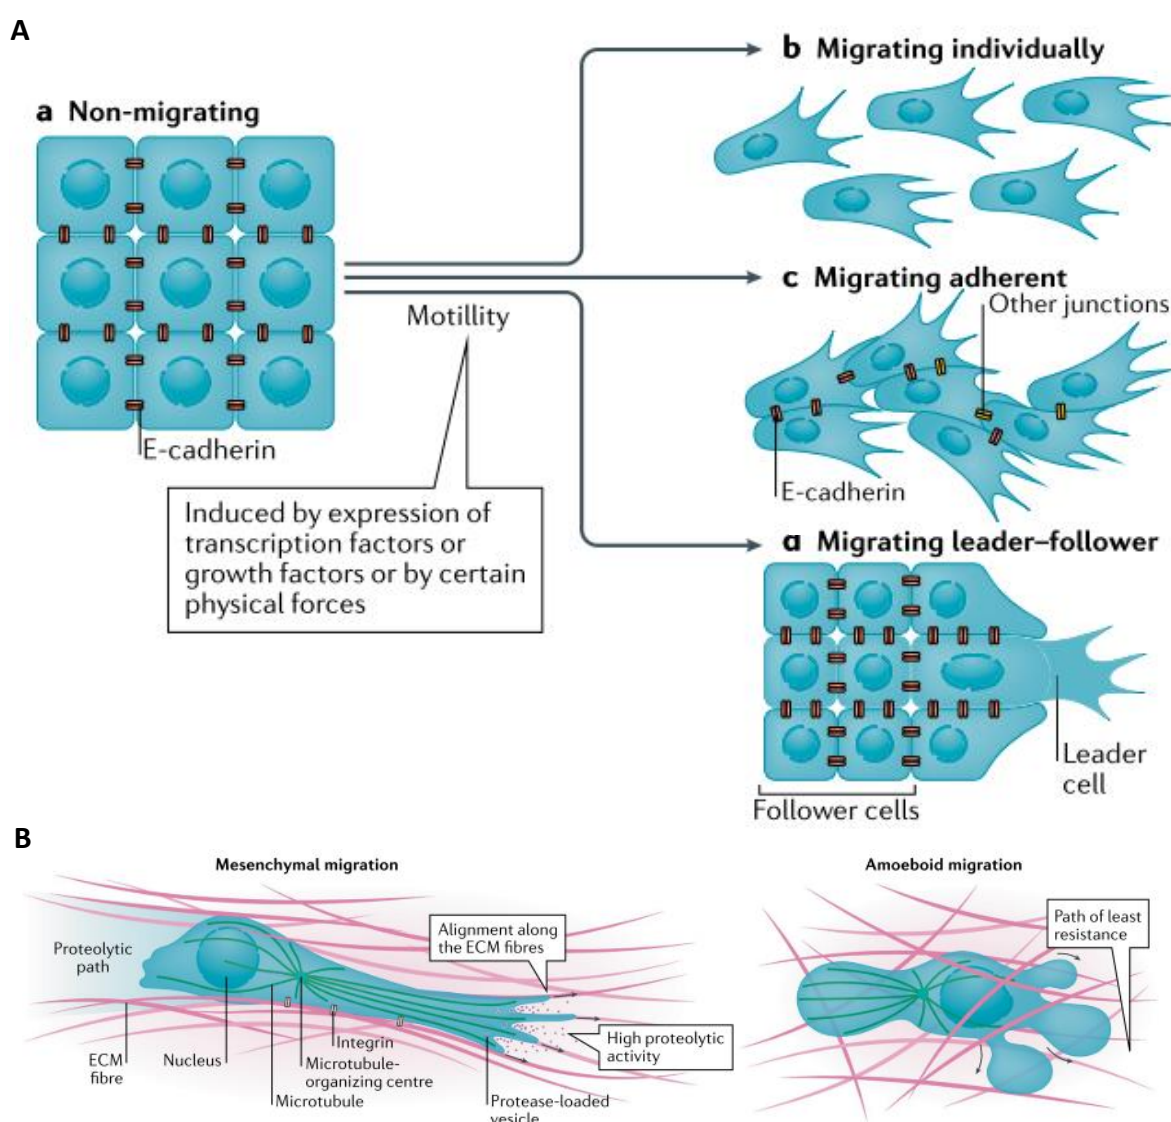 A
a Non-migrating
E-cadherin
Motillity
Induced by expression of
transcription factors or
growth factors or by certain
physical forces
b Migrating individually
c Migrating adherent
Other junctions
E-cadherin
d Migrating leader–follower
Leader
cell
Follower cells
B
Mesenchymal migration
Proteolytic
path
Alignment along
the ECM fibres
High proteolytic
activity
ECM
fibre
Nucleus
Integrin
Microtubule-
organizing centre
Microtubule
Protease-loaded
vesicle
Amoeboid migration
Path of least
resistance